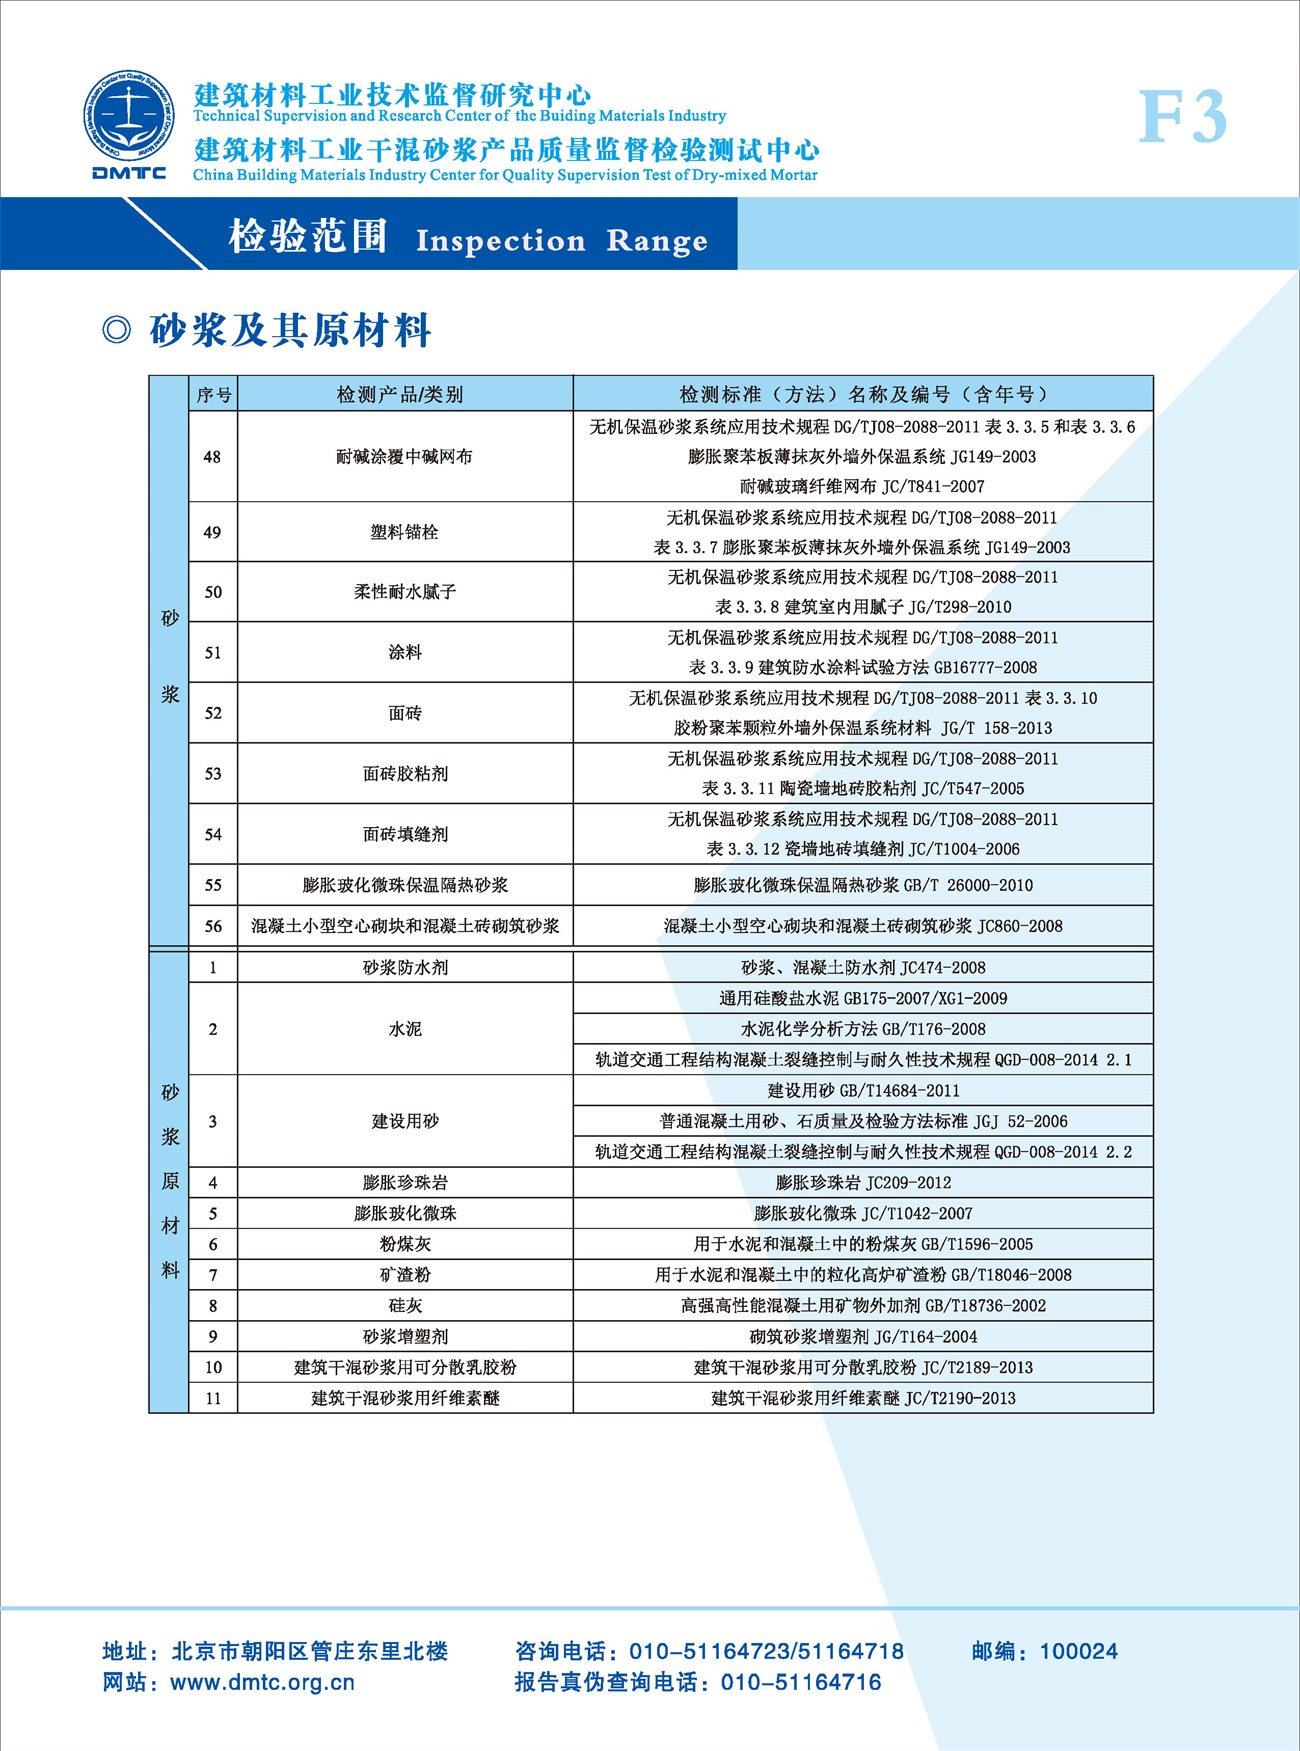 建筑材料工业技术监督研究中心
Technical Supervision and Research Center of the Buiding Materials Industry
建筑材料工业干混砂浆产品质量监督检验测试中心
China Building Materials Industry Center for Quality Supervision Test of Dry-mixed Mortar
DMTC
F3
检验范围 Inspection Range
◎ 砂浆及其原材料
序号 检测产品/类别 检测标准（方法）名称及编号（含年号）
砂浆
48 耐碱涂覆中碱网布 无机保温砂浆系统应用技术规程 DG/TJ08-2088-2011 表 3.3.5 和表 3.3.6
膨胀聚苯板薄抹灰外墙外保温系统 JG149-2003
耐碱玻璃纤维网布 JC/T841-2007
49 塑料锚栓 无机保温砂浆系统应用技术规程 DG/TJ08-2088-2011
表 3.3.7 膨胀聚苯板薄抹灰外墙外保温系统 JG149-2003
50 柔性耐水腻子 无机保温砂浆系统应用技术规程 DG/TJ08-2088-2011
表 3.3.8 建筑室内用腻子 JG/T298-2010
51 涂料 无机保温砂浆系统应用技术规程 DG/TJ08-2088-2011
表 3.3.9 建筑防水涂料试验方法 GB16777-2008
52 面砖 无机保温砂浆系统应用技术规程 DG/TJ08-2088-2011 表 3.3.10
胶粉聚苯颗粒外墙外保温系统材料 JG/T 158-2013
53 面砖胶粘剂 无机保温砂浆系统应用技术规程 DG/TJ08-2088-2011
表 3.3.11 陶瓷墙地砖胶粘剂 JC/T547-2005
54 面砖填缝剂 无机保温砂浆系统应用技术规程 DG/TJ08-2088-2011
表 3.3.12 瓷墙地砖填缝剂 JC/T1004-2006
55 膨胀玻化微珠保温隔热砂浆 膨胀玻化微珠保温隔热砂浆 GB/T 26000-2010
56 混凝土小型空心砌块和混凝土砖砌筑砂浆 混凝土小型空心砌块和混凝土砖砌筑砂浆 JC860-2008
砂浆原材料
1 砂浆防水剂 砂浆、混凝土防水剂 JC474-2008
2 水泥 通用硅酸盐水泥 GB175-2007/XG1-2009
水泥化学分析方法 GB/T176-2008
轨道交通工程结构混凝土裂缝控制与耐久性技术规程 QGD-008-2014 2.1
3 建设用砂 建设用砂 GB/T14684-2011
普通混凝土用砂、石质量及检验方法标准 JGJ 52-2006
轨道交通工程结构混凝土裂缝控制与耐久性技术规程 QGD-008-2014 2.2
4 膨胀珍珠岩 膨胀珍珠岩 JC209-2012
5 膨胀玻化微珠 膨胀玻化微珠 JC/T1042-2007
6 粉煤灰 用于水泥和混凝土中的粉煤灰 GB/T1596-2005
7 矿渣粉 用于水泥和混凝土中的粒化高炉矿渣粉 GB/T18046-2008
8 硅灰 高强高性能混凝土用矿物外加剂 GB/T18736-2002
9 砂浆增塑剂 砌筑砂浆增塑剂 JG/T164-2004
10 建筑干混砂浆用可分散乳胶粉 建筑干混砂浆用可分散乳胶粉 JC/T2189-2013
11 建筑干混砂浆用纤维素醚 建筑干混砂浆用纤维素醚 JC/T2190-2013
地址：北京市朝阳区管庄东里北楼 咨询电话：010-51164723/51164718 邮编：100024
网站：www.dmtc.org.cn 报告真伪查询电话：010-51164716